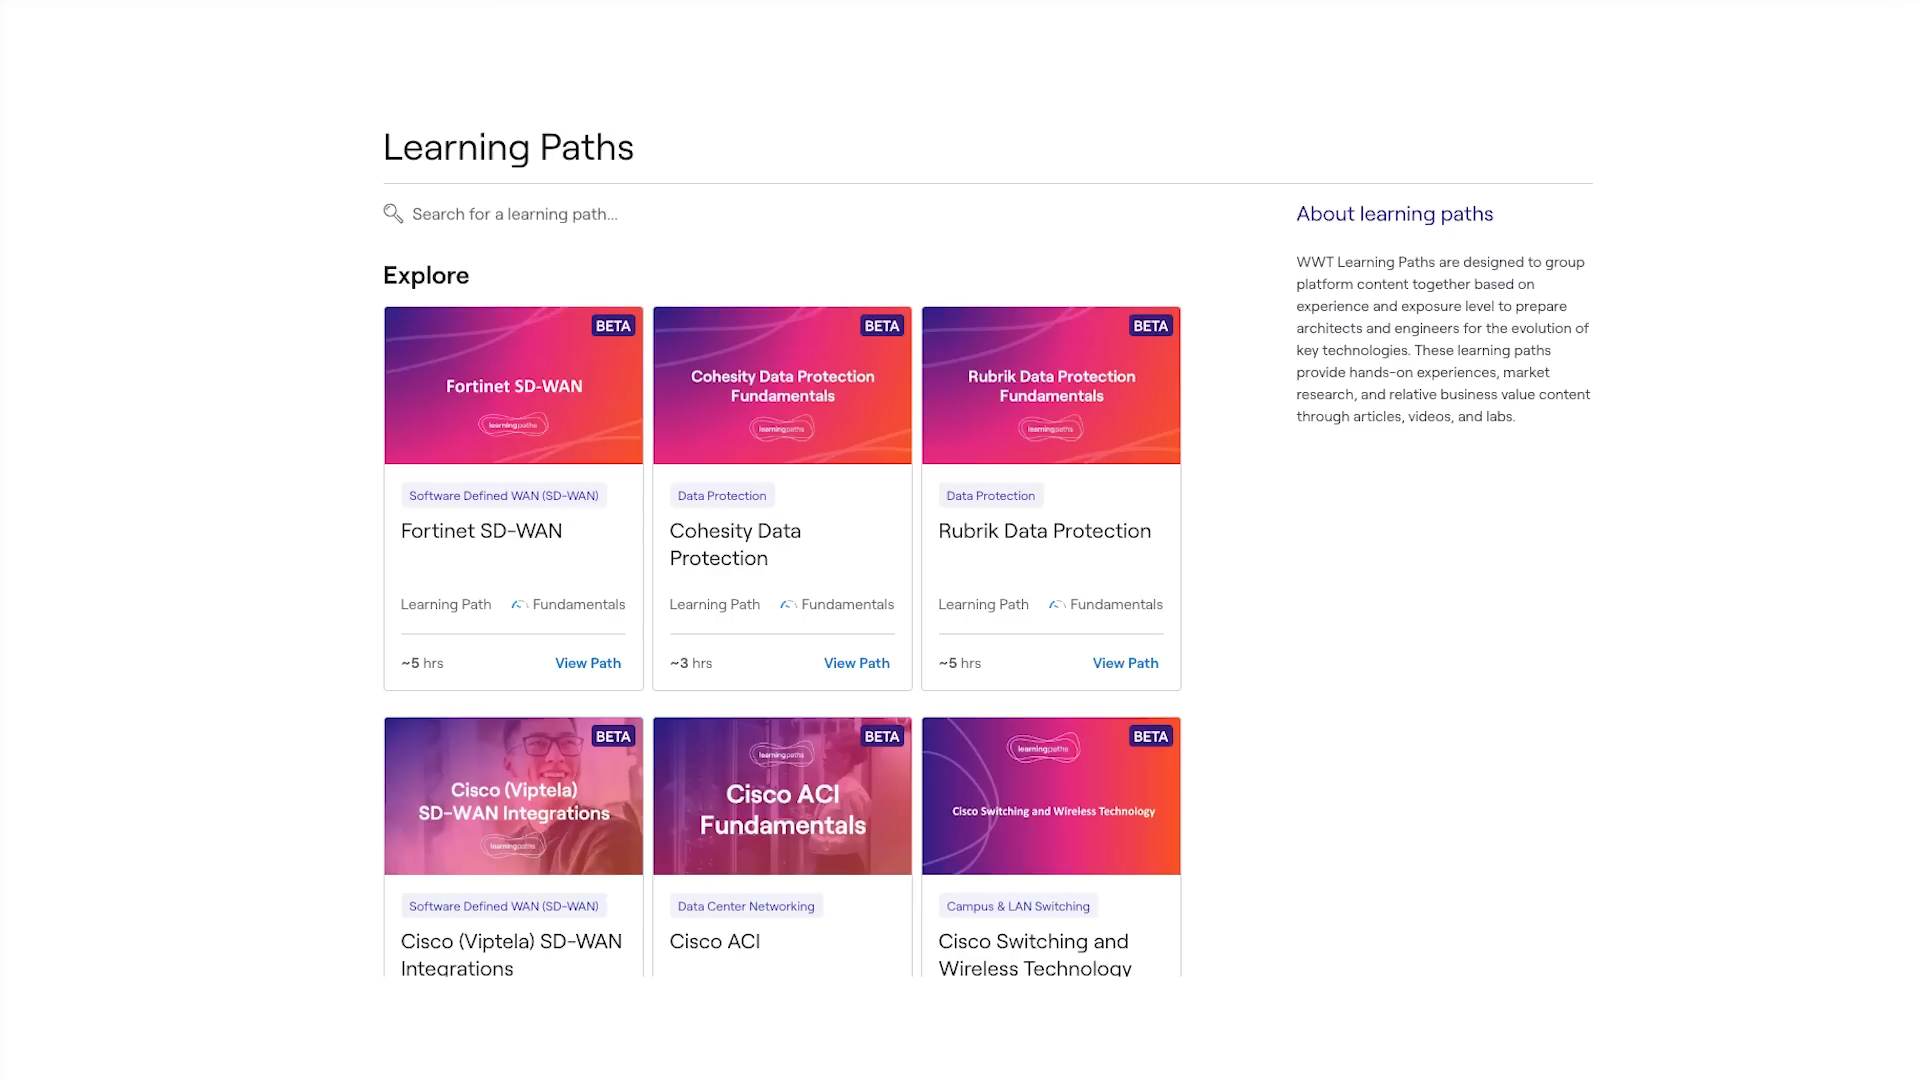 Learning Paths
Search for a learning path...
About learning paths
WWT Learning Paths are designed to group
platform content together based on
experience and exposure level to prepare
architects and engineers for the evolution of
key technologies. These learning paths
provide hands-on experiences, market
research, and relative business value content
through articles, videos, and labs.
Explore
BETA
Fortinet SD-WAN
learningpaths
Software Defined WAN (SD-WAN)
Fortinet SD-WAN
Learning Path Fundamentals
~5 hrs View Path
BETA
Cohesity Data Protection
Fundamentals
learningpaths
Data Protection
Cohesity Data
Protection
Learning Path Fundamentals
~3 hrs View Path
BETA
Rubrik Data Protection
Fundamentals
learningpaths
Data Protection
Rubrik Data Protection
Learning Path Fundamentals
~5 hrs View Path
BETA
Cisco (Viptela)
SD-WAN Integrations
learningpaths
Software Defined WAN (SD-WAN)
Cisco (Viptela) SD-WAN
Integrations
BETA
learningpaths
Cisco ACI
Fundamentals
Data Center Networking
Cisco ACI
BETA
learningpaths
Cisco Switching and Wireless Technology
Campus & LAN Switching
Cisco Switching and
Wireless Technology